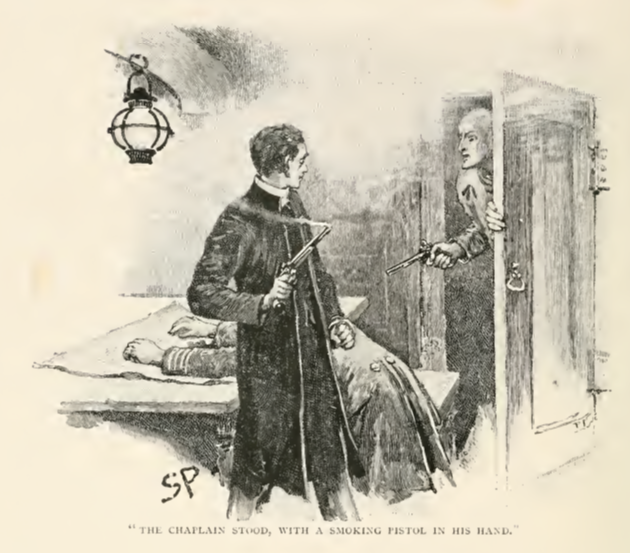 SP
"THE CHAPLAIN STOOD, WITH A SMOKING PISTOL IN HIS HAND."